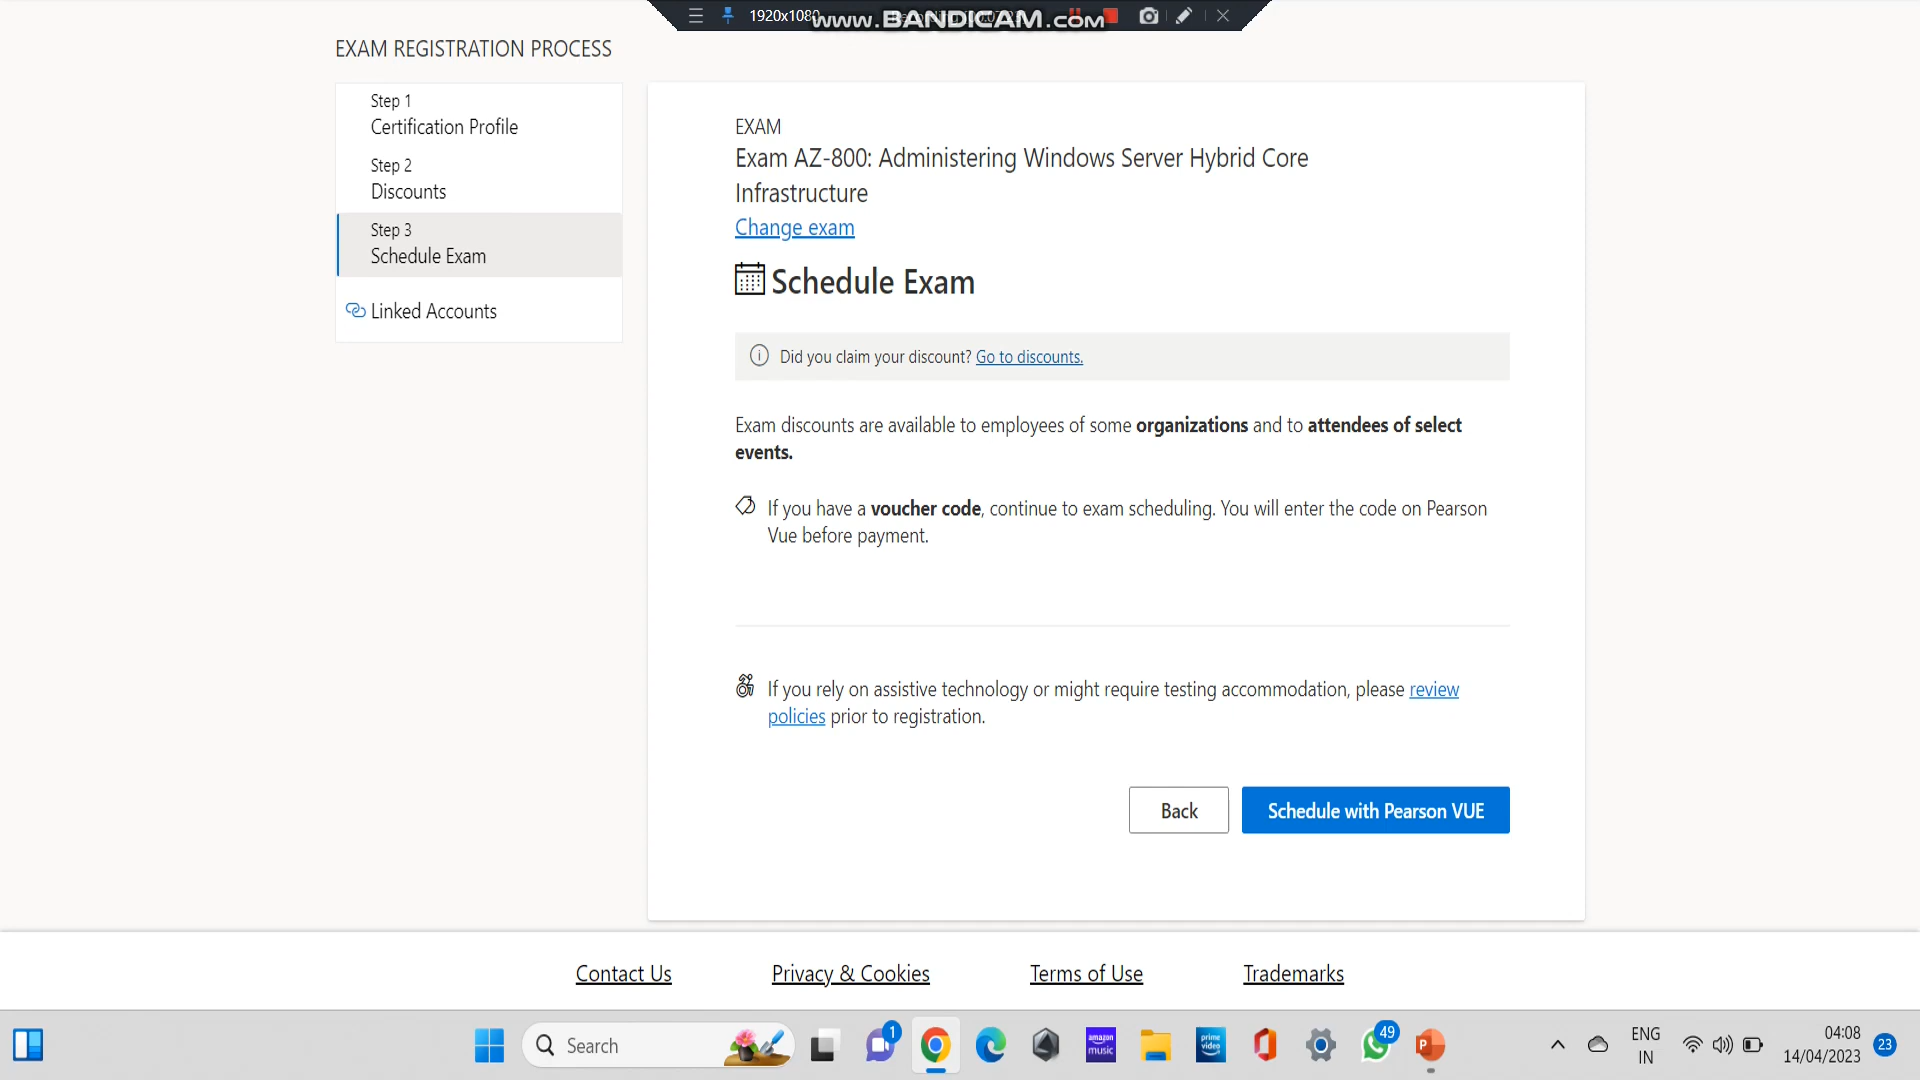 1920x1080
www.BANDICAM.com
EXAM REGISTRATION PROCESS
Step 1
Certification Profile
Step 2
Discounts
Step 3
Schedule Exam
Linked Accounts
EXAM
Exam AZ-800: Administering Windows Server Hybrid Core
Infrastructure
Change exam
Schedule Exam
Did you claim your discount? Go to discounts.
Exam discounts are available to employees of some organizations and to attendees of select
events.
If you have a voucher code, continue to exam scheduling. You will enter the code on Pearson
Vue before payment.
If you rely on assistive technology or might require testing accommodation, please review
policies prior to registration.
Back
Schedule with Pearson VUE
Contact Us
Privacy & Cookies
Terms of Use
Trademarks
Search
1
amazon
music
prime
video
49
P
ENG
IN
04:08
14/04/2023
23